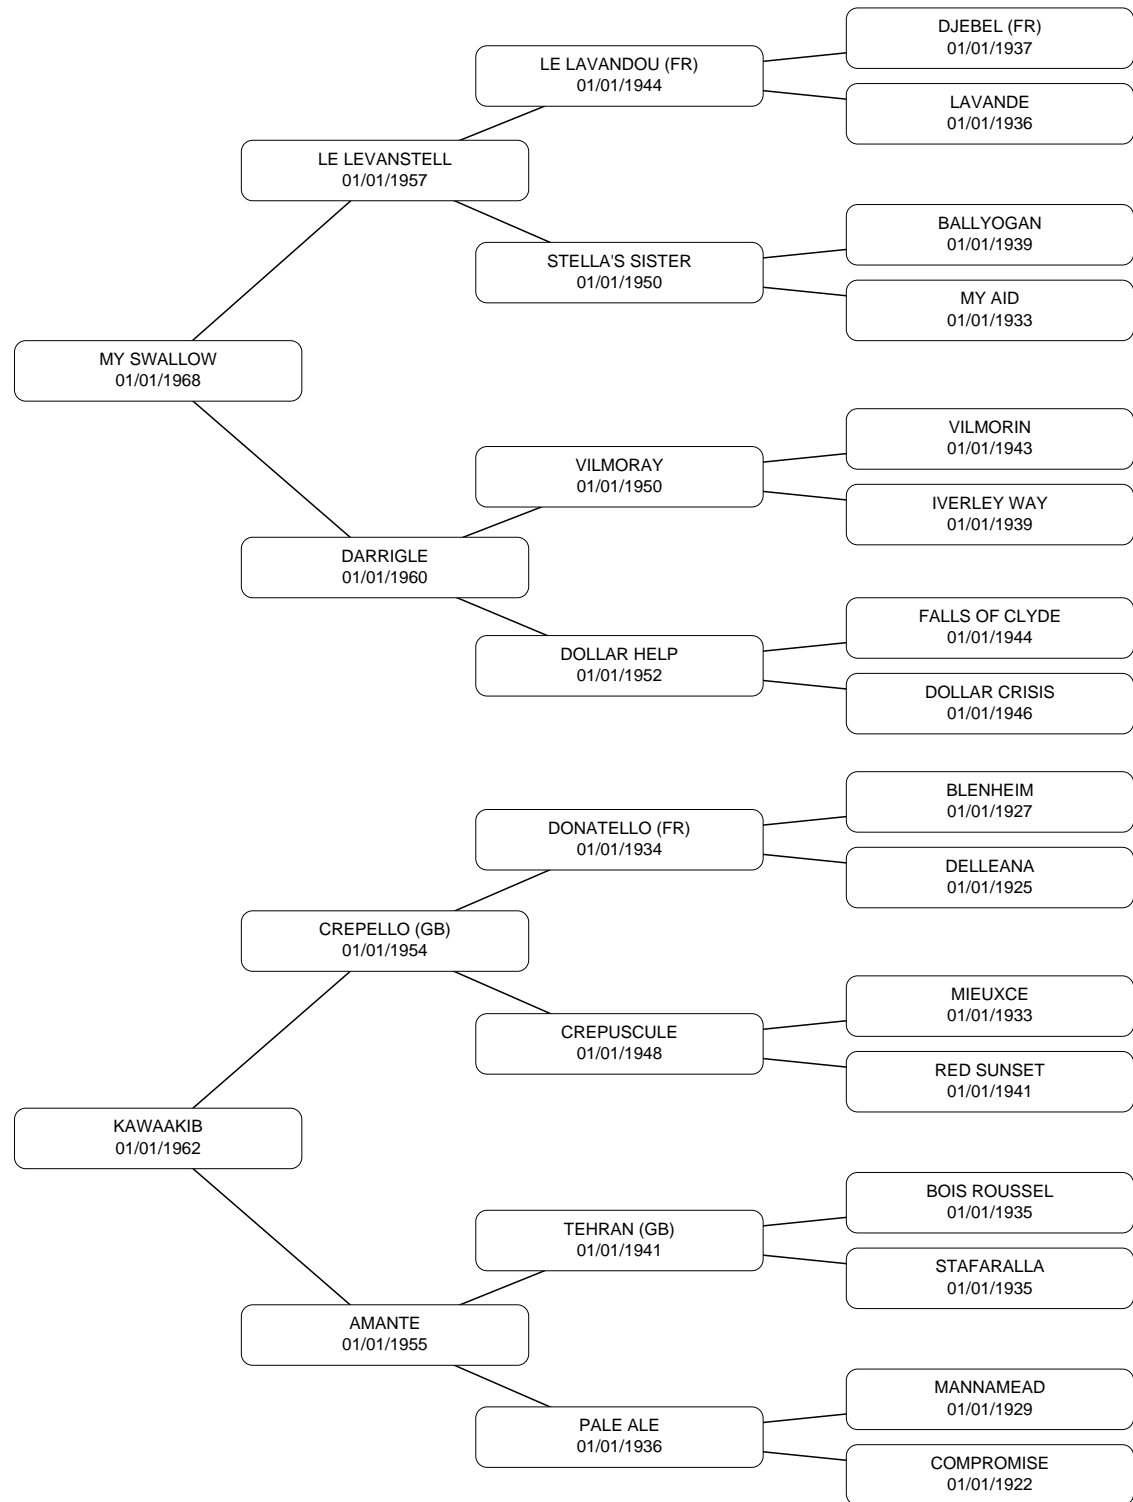 DJEBEL (FR)
01/01/1937
LE LAVANDOU (FR)
01/01/1944
LAVANDE
01/01/1936
LE LEVANSTELL
01/01/1957
BALLYOGAN
01/01/1939
STELLA'S SISTER
01/01/1950
MY AID
01/01/1933
MY SWALLOW
01/01/1968
VILMORIN
01/01/1943
VILMORAY
01/01/1950
IVERLEY WAY
01/01/1939
DARRIGLE
01/01/1960
FALLS OF CLYDE
01/01/1944
DOLLAR HELP
01/01/1952
DOLLAR CRISIS
01/01/1946
BLENHEIM
01/01/1927
DONATELLO (FR)
01/01/1934
DELLEANA
01/01/1925
CREPELLO (GB)
01/01/1954
MIEUXCE
01/01/1933
CREPUSCULE
01/01/1948
RED SUNSET
01/01/1941
KAWAAKIB
01/01/1962
BOIS ROUSSEL
01/01/1935
TEHRAN (GB)
01/01/1941
STAFARALLA
01/01/1935
AMANTE
01/01/1955
MANNAMEAD
01/01/1929
PALE ALE
01/01/1936
COMPROMISE
01/01/1922